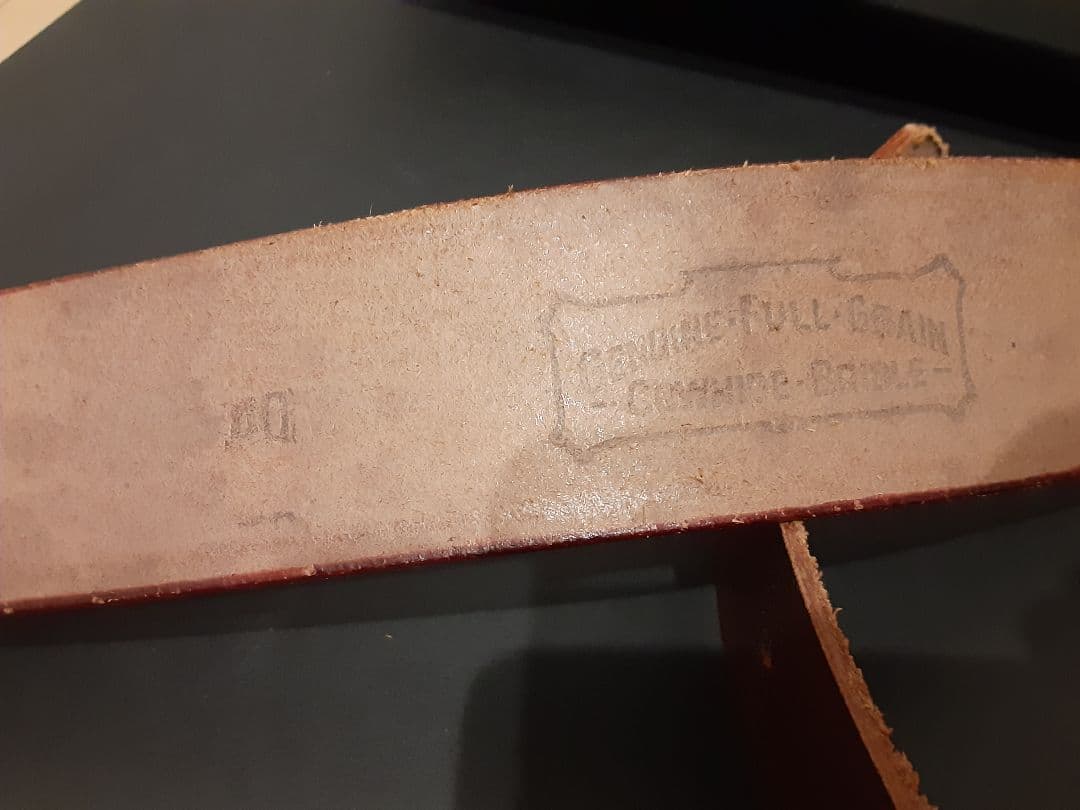 40
GENUINE·FULL·GRAIN
- COWHIDE·BRIDLE -